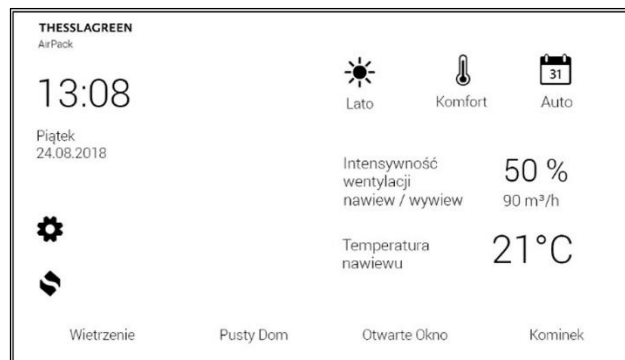 THESSLAGREEN
AirPack
13:08
Piątek
24.08.2018
31
Lato
Komfort
Auto
Intensywność
wentylacji
nawiew / wywiew
50 %
90 m³/h
Temperatura
nawiewu
21°C
Wietrzenie
Pusty Dom
Otwarte Okno
Kominek